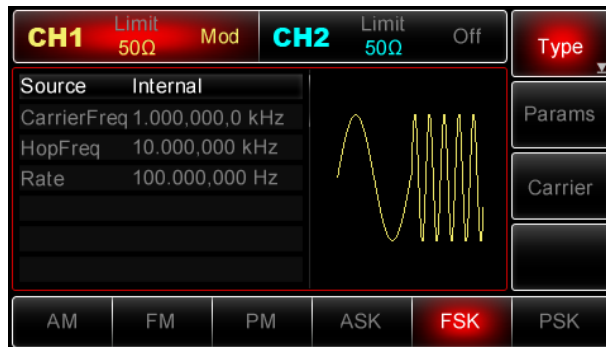 CH1 Limit 50Ω Mod CH2 Limit 50Ω Off Type
Source Internal
CarrierFreq 1.000,000,0 kHz
HopFreq 10.000,000 kHz
Rate 100.000,000 Hz
Params
Carrier
AM FM PM ASK FSK PSK